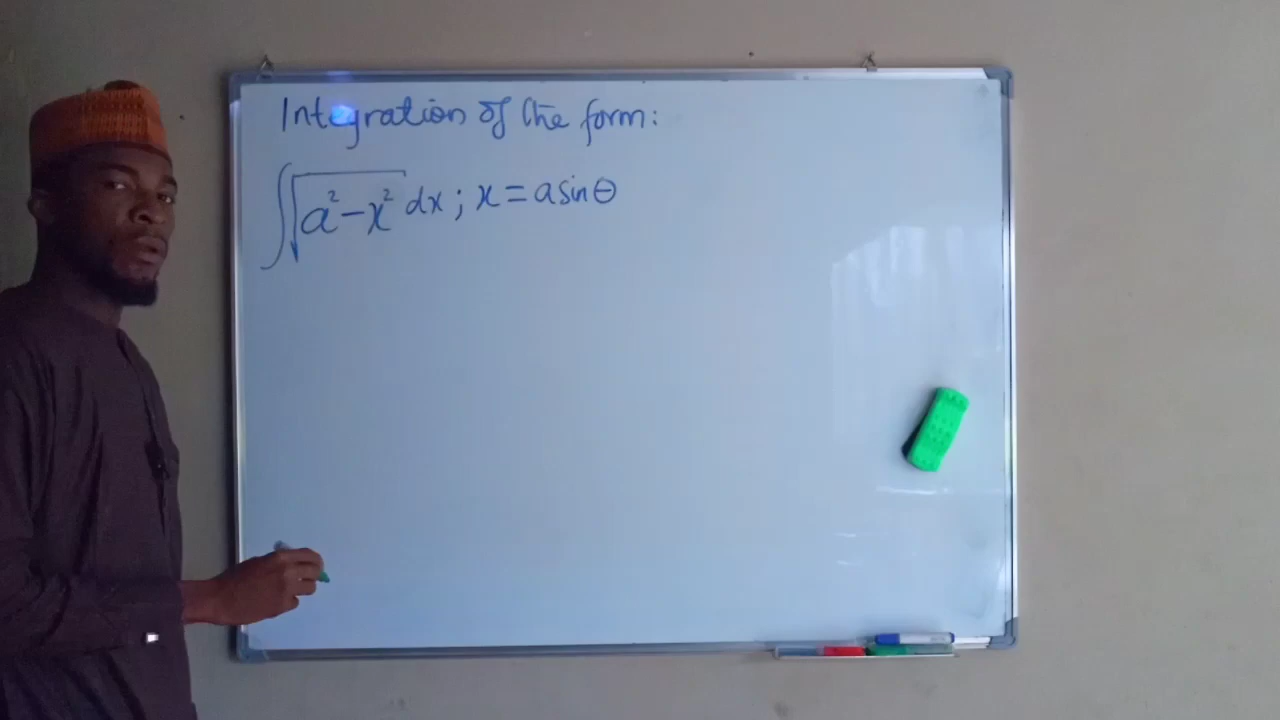 Integration of the form:
∫√a²-x² dx ; x = a sin θ